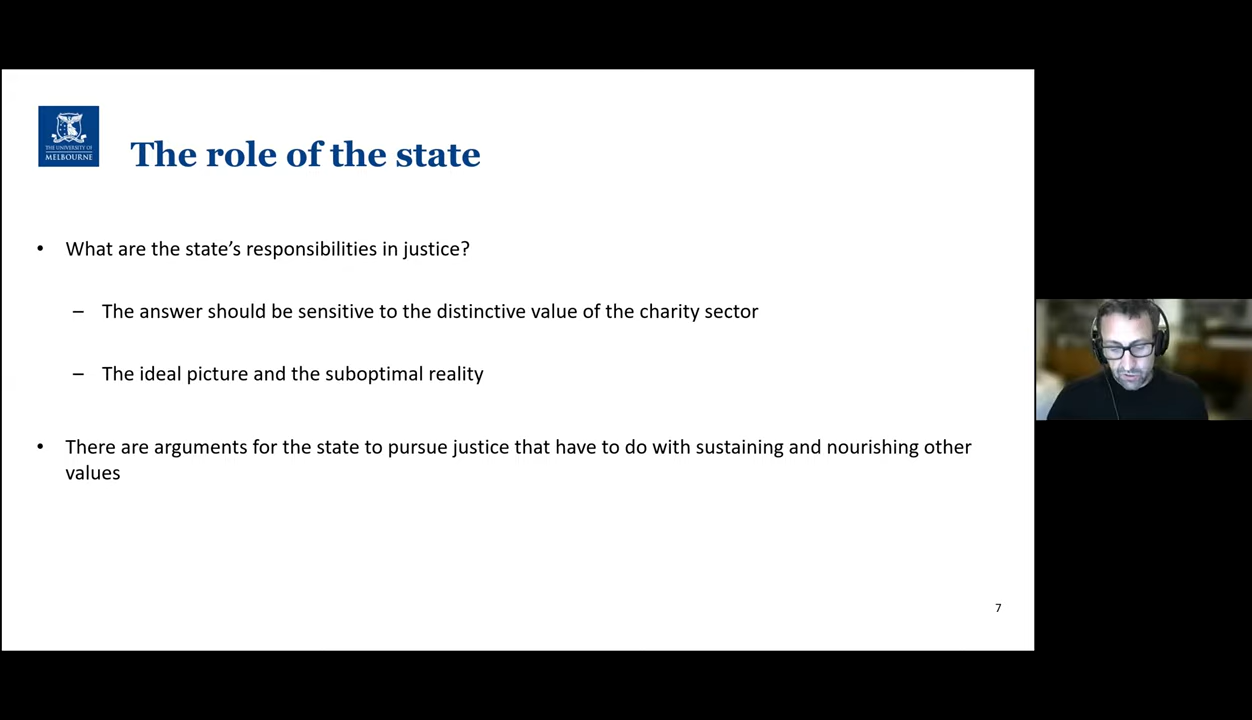 THE UNIVERSITY OF
MELBOURNE
The role of the state
• What are the state’s responsibilities in justice?
– The answer should be sensitive to the distinctive value of the charity sector
– The ideal picture and the suboptimal reality
• There are arguments for the state to pursue justice that have to do with sustaining and nourishing other
values
7